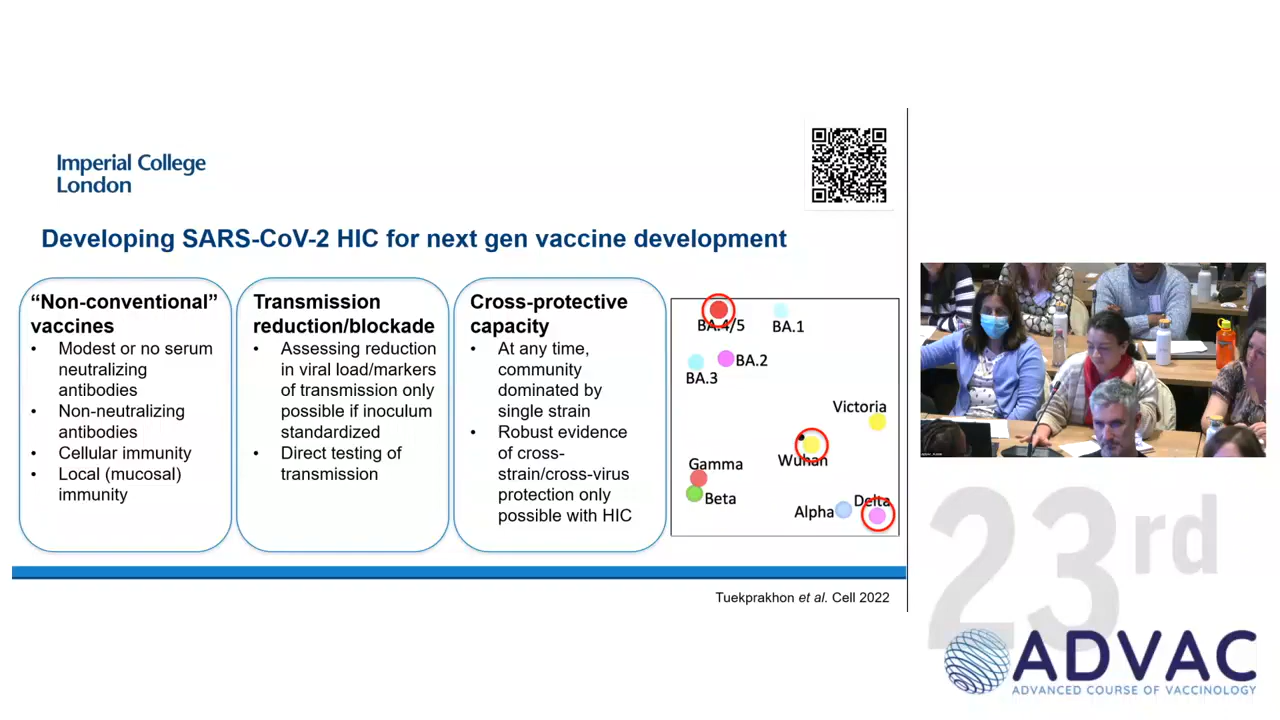 Imperial College
London
Developing SARS-CoV-2 HIC for next gen vaccine development
“Non-conventional”
vaccines
• Modest or no serum
neutralizing
antibodies
• Non-neutralizing
antibodies
• Cellular immunity
• Local (mucosal)
immunity
Transmission
reduction/blockade
• Assessing reduction
in viral load/markers
of transmission only
possible if inoculum
standardized
• Direct testing of
transmission
Cross-protective
capacity
• At any time,
community
dominated by
single strain
• Robust evidence
of cross-
strain/cross-virus
protection only
possible with HIC
BA.4/5
BA.1
BA.2
BA.3
Victoria
Wuhan
Gamma
Beta
Alpha
Delta
Tuekprakhon et al. Cell 2022
23rd
ADVAC
ADVANCED COURSE OF VACCINOLOGY